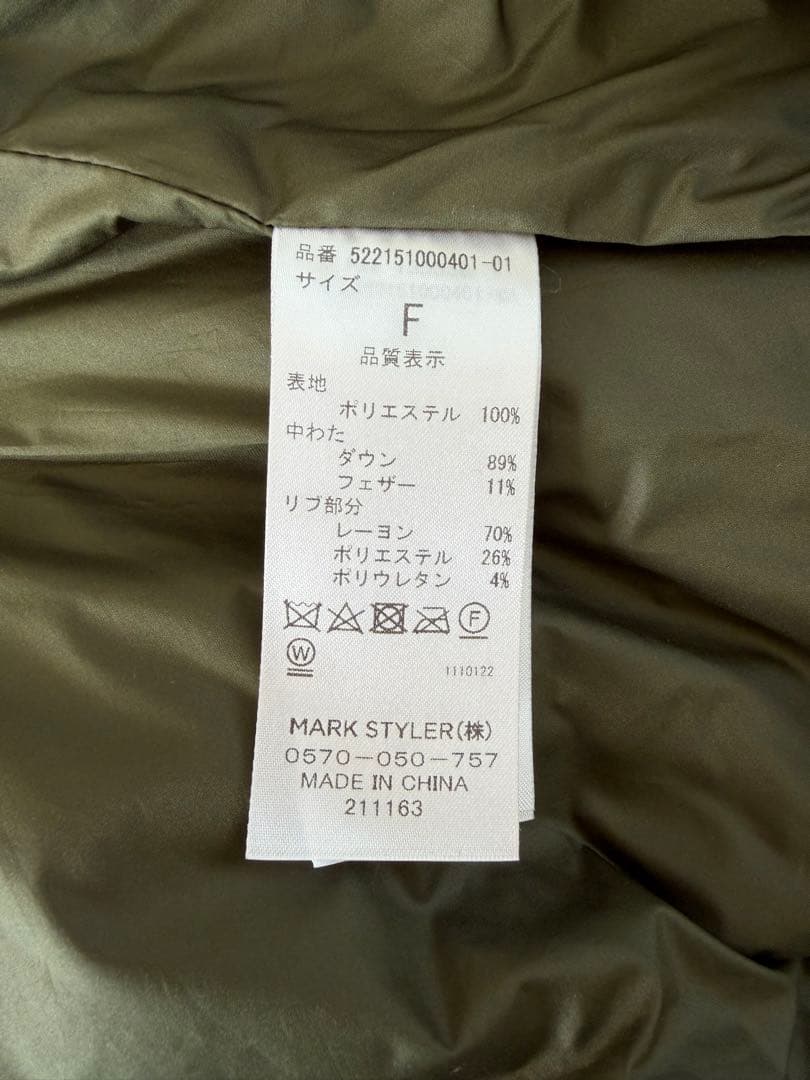 品番 522151000401-01
サイズ
F
品質表示
表地
ポリエステル 100%
中わた
ダウン 89%
フェザー 11%
リブ部分
レーヨン 70%
ポリエステル 26%
ポリウレタン 4%
F
W
1110122
MARK STYLER(株)
0570-050-757
MADE IN CHINA
211163